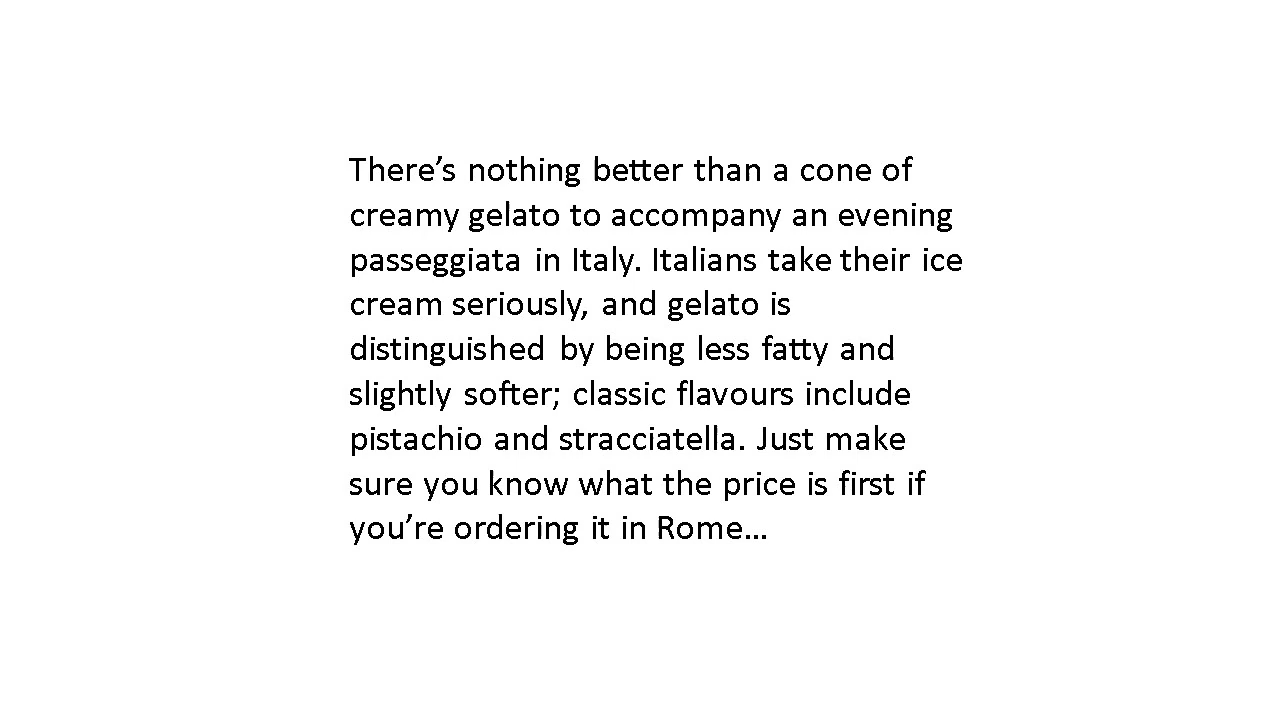 There’s nothing better than a cone of
creamy gelato to accompany an evening
passeggiata in Italy. Italians take their ice
cream seriously, and gelato is
distinguished by being less fatty and
slightly softer; classic flavours include
pistachio and stracciatella. Just make
sure you know what the price is first if
you’re ordering it in Rome…